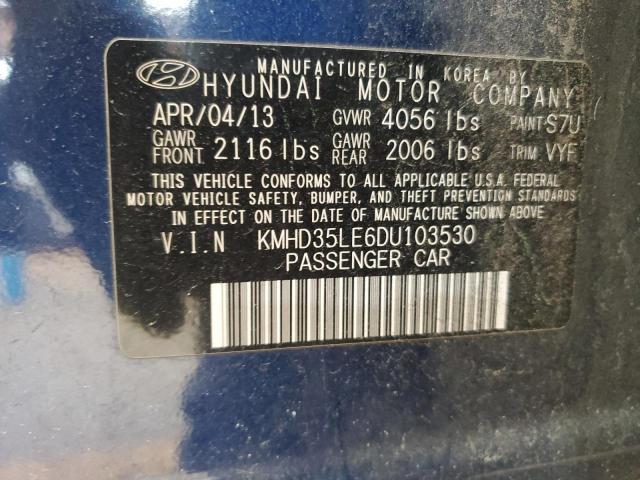 MANUFACTURED IN KOREA BY
HYUNDAI MOTOR COMPANY
APR/04/13 GVWR 4056 lbs PAINT S7U
GAWR FRONT 2116 lbs GAWR REAR 2006 lbs TRIM VYF
THIS VEHICLE CONFORMS TO ALL APPLICABLE U.S.A. FEDERAL
MOTOR VEHICLE SAFETY, BUMPER, AND THEFT PREVENTION STANDARDS
IN EFFECT ON THE DATE OF MANUFACTURE SHOWN ABOVE
V.I.N KMHD35LE6DU103530
PASSENGER CAR